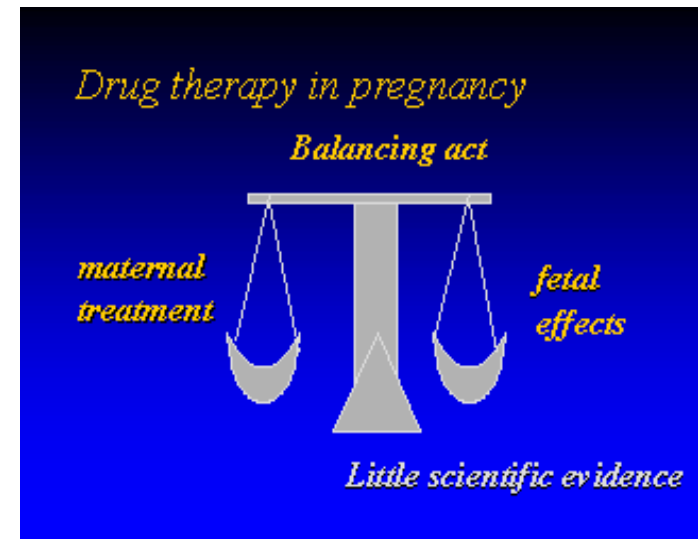 Drug therapy in pregnancy
Balancing act
maternal
treatment
fetal
effects
Little scientific evidence